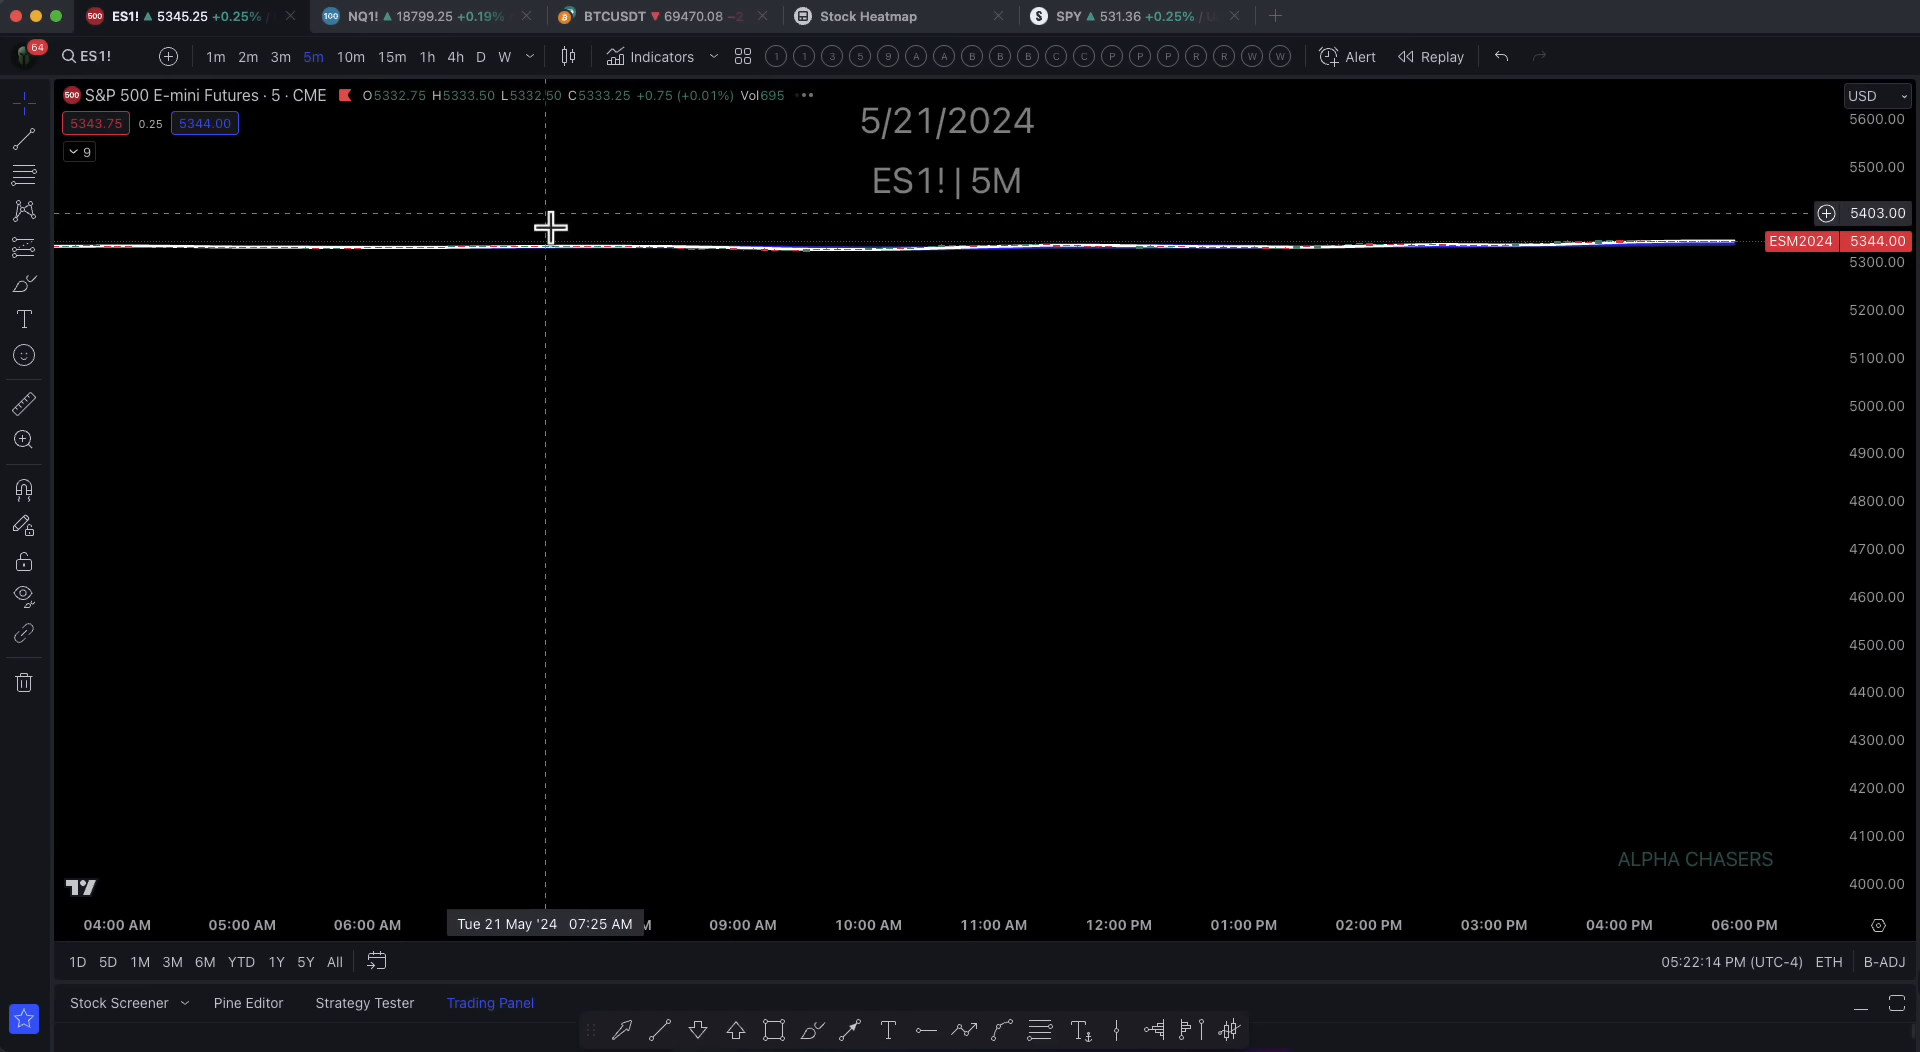 ES1! ▲ 5345.25 +0.25% /
NQ1! ▲ 18799.25 +0.19%
BTCUSDT ▼ 69470.08 −2
Stock Heatmap
SPY ▲ 531.36 +0.25% / U
64
ES1!
1m 2m 3m 5m 10m 15m 1h 4h D W
Indicators
1 1 3 5 9 A A B B B C C P P P R R W W
Alert
Replay
500 S&P 500 E-mini Futures · 5 · CME O5332.75 H5333.50 L5332.50 C5333.25 +0.75 (+0.01%) Vol695
5343.75 0.25 5344.00
9
5/21/2024
ES1! | 5M
USD
5600.00
5500.00
5403.00
ESM2024 5344.00
5300.00
5200.00
5100.00
5000.00
4900.00
4800.00
4700.00
4600.00
4500.00
4400.00
4300.00
4200.00
4100.00
4000.00
ALPHA CHASERS
04:00 AM 05:00 AM 06:00 AM Tue 21 May '24 07:25 AM M 09:00 AM 10:00 AM 11:00 AM 12:00 PM 01:00 PM 02:00 PM 03:00 PM 04:00 PM 06:00 PM
1D 5D 1M 3M 6M YTD 1Y 5Y All
05:22:14 PM (UTC-4) ETH B-ADJ
Stock Screener Pine Editor Strategy Tester Trading Panel